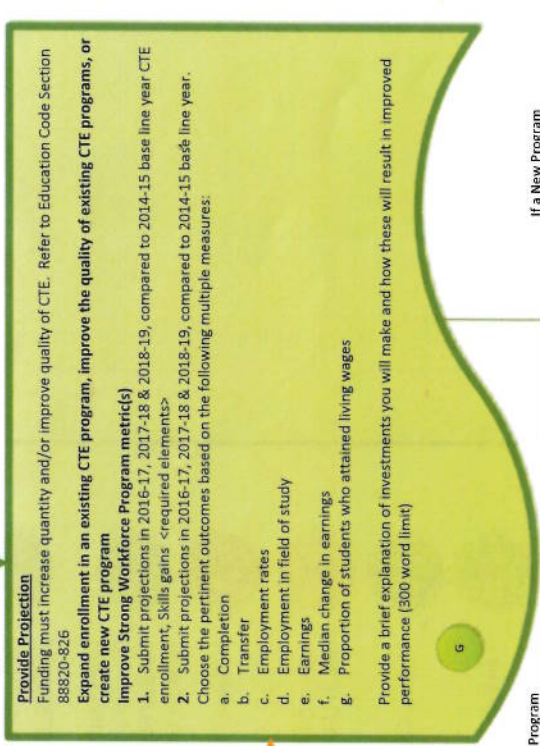 Provide Projection
Funding must increase quantity and/or improve quality of CTE. Refer to Education Code Section
88820-826
Expand enrollment in an existing CTE program, improve the quality of existing CTE programs, or
create new CTE program
Improve Strong Workforce Program metric(s)
1. Submit projections in 2016-17, 2017-18 & 2018-19, compared to 2014-15 base line year CTE
enrollment, Skills gains <required elements>
2. Submit projections in 2016-17, 2017-18 & 2018-19, compared to 2014-15 base line year.
Choose the pertinent outcomes based on the following multiple measures:
a. Completion
b. Transfer
c. Employment rates
d. Employment in field of study
e. Earnings
f. Median change in earnings
g. Proportion of students who attained living wages
Provide a brief explanation of investments you will make and how these will result in improved
performance (300 word limit)
G
Program
If a New Program